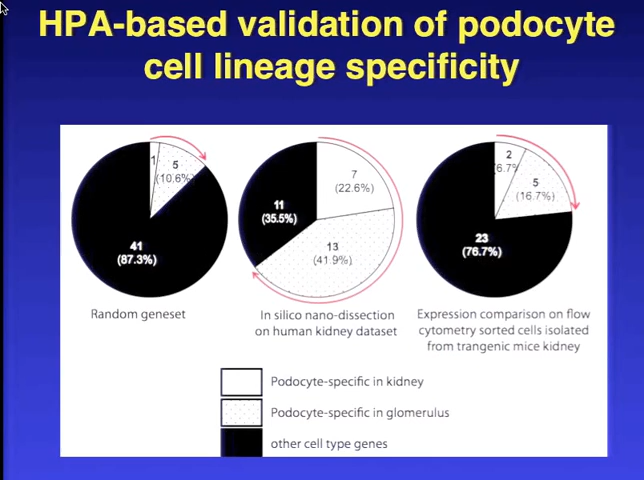 HPA-based validation of podocyte
cell lineage specificity
1
5
(10.6%)
41
(87.3%)
7
(22.6%)
11
(35.5%)
13
(41.9%)
2
(6.7%
5
(16.7%)
23
(76.7%)
Random geneset
In silico nano-dissection
on human kidney dataset
Expression comparison on flow
cytometry sorted cells isolated
from trangenic mice kidney
Podocyte-specific in kidney
Podocyte-specific in glomerulus
other cell type genes